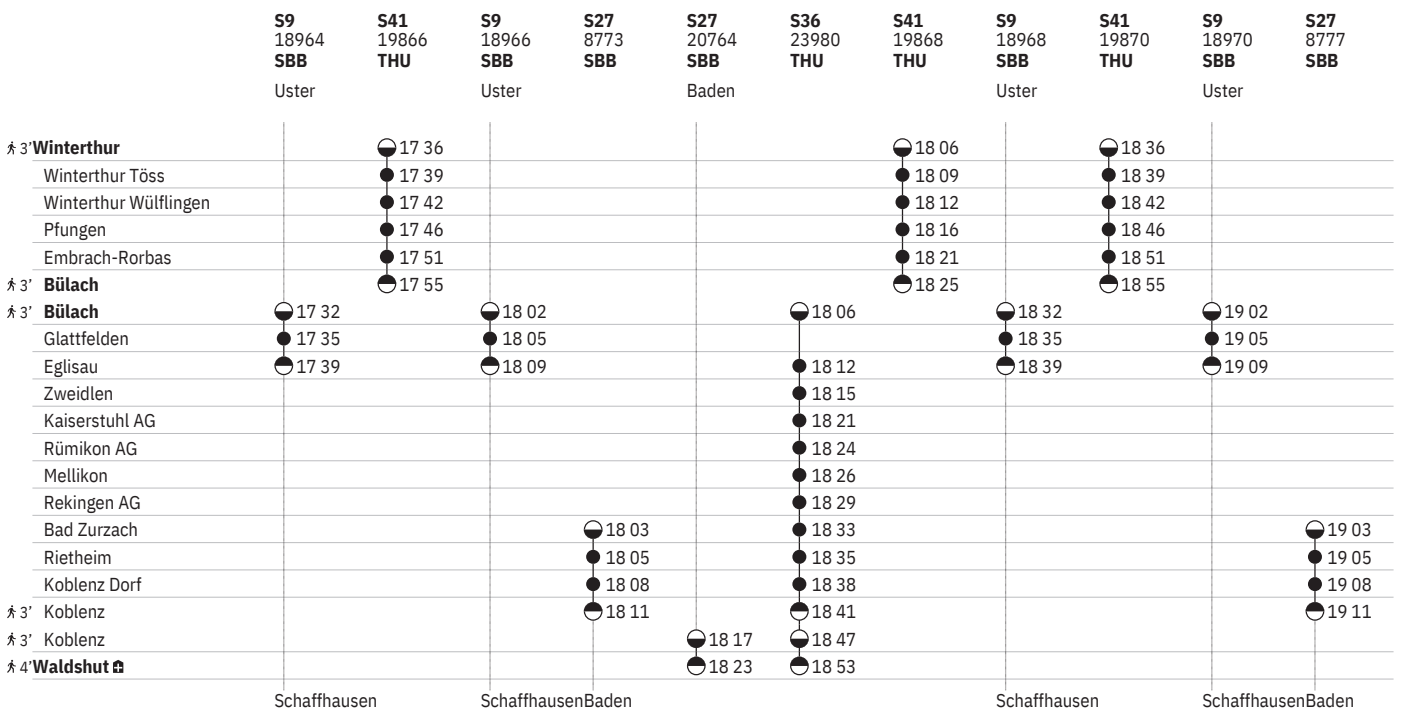 S9 S41 S9 S27 S27 S36 S41 S9 S41 S9 S27
18964 19866 18966 8773 20764 23980 19868 18968 19870 18970 8777
SBB THU SBB SBB SBB THU THU SBB THU SBB SBB
Uster Uster Baden Uster Uster
3' Winterthur 17 36 18 06 18 36
Winterthur Töss 17 39 18 09 18 39
Winterthur Wülflingen 17 42 18 12 18 42
Pfungen 17 46 18 16 18 46
Embrach-Rorbas 17 51 18 21 18 51
3' Bülach 17 55 18 25 18 55
3' Bülach 17 32 18 02 18 06 18 32 19 02
Glattfelden 17 35 18 05 18 35 19 05
Eglisau 17 39 18 09 18 12 18 39 19 09
Zweidlen 18 15
Kaiserstuhl AG 18 21
Rümikon AG 18 24
Mellikon 18 26
Rekingen AG 18 29
Bad Zurzach 18 03 18 33 19 03
Rietheim 18 05 18 35 19 05
Koblenz Dorf 18 08 18 38 19 08
3' Koblenz 18 11 18 41 19 11
3' Koblenz 18 17 18 47
4' Waldshut 18 23 18 53
Schaffhausen Schaffhausen Baden Schaffhausen Schaffhausen Baden